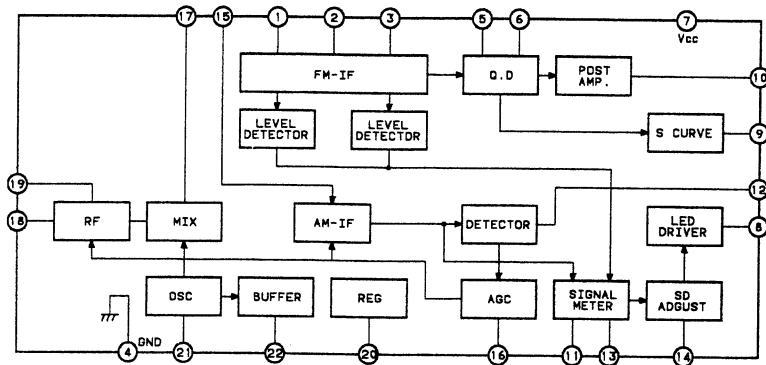 17 15 1 2 3 5 6 7
Vcc
FM-IF
Q.D
POST
AMP.
10
LEVEL
DETECTOR
LEVEL
DETECTOR
S CURVE
9
19
12
18
RF
MIX
AM-IF
DETECTOR
LED
DRIVER
8
OSC
BUFFER
REG
AGC
SIGNAL
METER
SD
ADGUST
GND
4 21 22 20 16 11 13 14